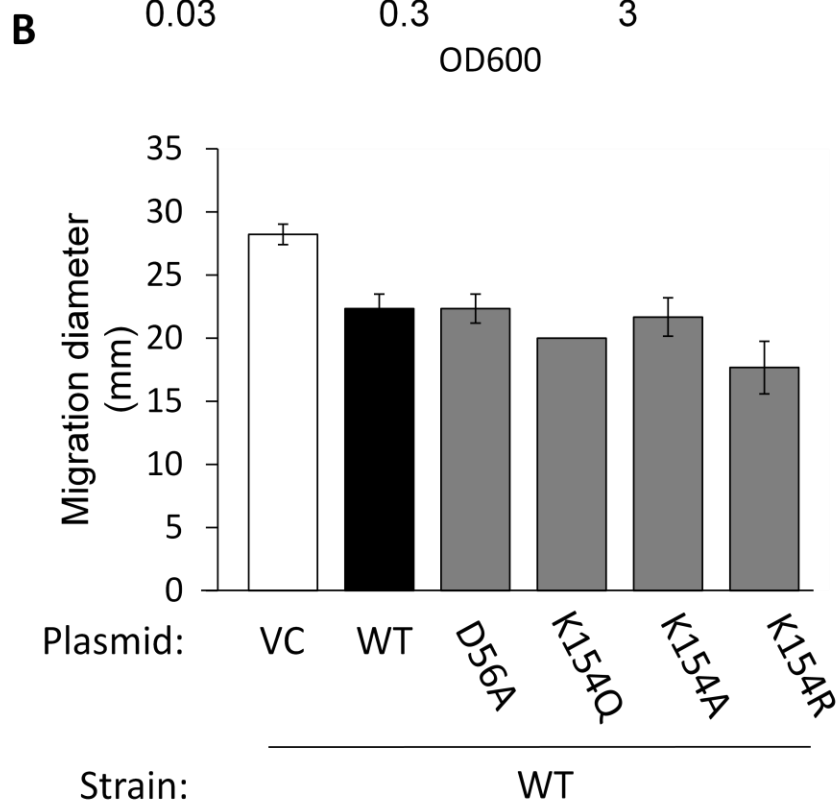 B
0.03 0.3 3
OD600
35
30
25
20
15
10
5
0
Migration diameter
(mm)
Plasmid: VC WT D56A K154Q K154A K154R
Strain: WT